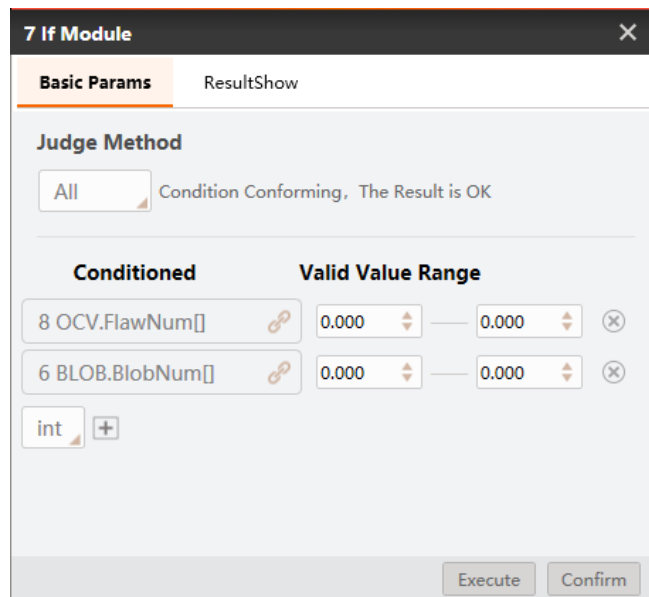 7 If Module
Basic Params ResultShow
Judge Method
All Condition Conforming, The Result is OK
Conditioned Valid Value Range
8 OCV.FlawNum[] 0.000 0.000
6 BLOB.BlobNum[] 0.000 0.000
int
Execute Confirm